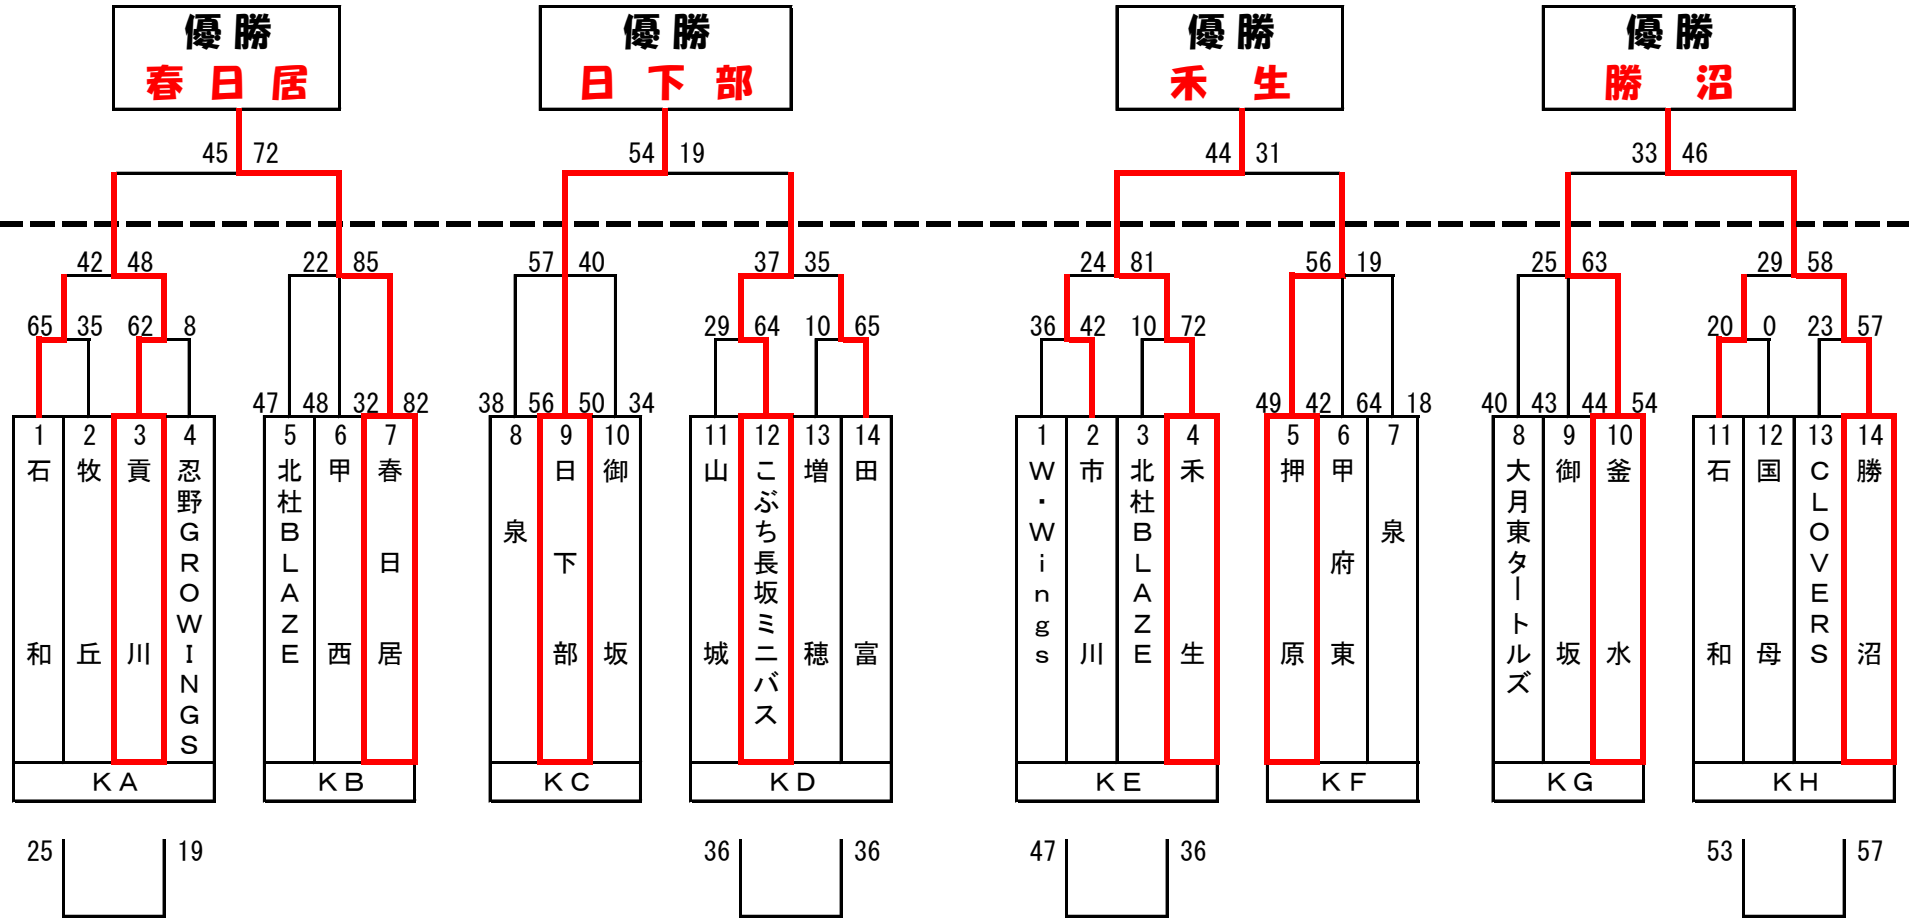 優勝 優勝 優勝 優勝
春日居 日下部 禾生 勝沼
45 72 54 19 44 31 33 46
42 48 22 85 57 40 37 35 24 81 56 19 25 63 29 58
65 35 62 8 29 64 10 65 36 42 10 72 20 0 23 57
47 48 32 82 38 56 50 34 49 42 64 18 40 43 44 54
1 石和
2 牧丘
3 貢川
4 忍野GROWINGS
5 北杜BLAZE
6 甲西
7 春日居
8 泉
9 日下部
10 御坂
11 山城
12 こぶち長坂ミニバス
13 増穂
14 田富
1 W・Wings
2 市川
3 北杜BLAZE
4 禾生
5 押原
6 甲府東
7 泉
8 大月東タートルズ
9 御坂
10 釜水
11 石和
12 国母
13 CLOVERS
14 勝沼
KA KB KC KD KE KF KG KH
25 19 36 36 47 36 53 57